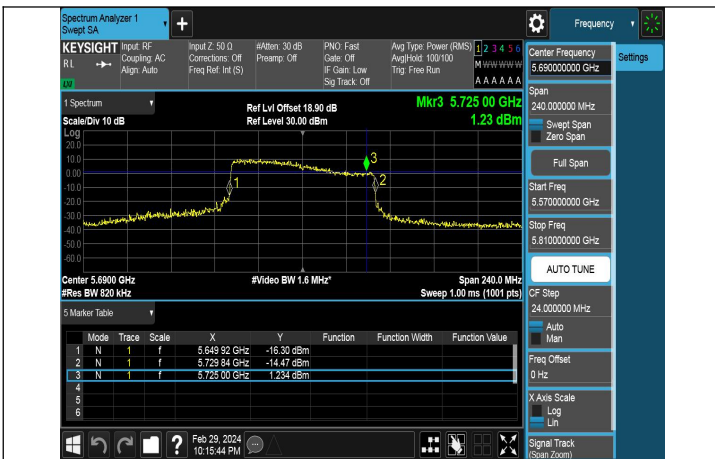 Spectrum Analyzer 1
Swept SA
+
Frequency
KEYSIGHT
RL
Input: RF
Coupling: AC
Align: Auto
Input Z: 50 Ω
Corrections: Off
Freq Ref: Int (S)
#Atten: 30 dB
Preamp: Off
PNO: Fast
Gate: Off
IF Gain: Low
Sig Track: Off
Avg Type: Power (RMS)
Avg|Hold: 100/100
Trig: Free Run
1 2 3 4 5 6
M W W W W W
A A A A A A
Center Frequency
5.690000000 GHz
Settings
Span
240.000000 MHz
Swept Span
Zero Span
Full Span
Start Freq
5.570000000 GHz
Stop Freq
5.810000000 GHz
AUTO TUNE
CF Step
24.000000 MHz
Auto
Man
Freq Offset
0 Hz
X Axis Scale
Log
Lin
Signal Track
(Span Zoom)
1 Spectrum
Scale/Div 10 dB
Ref Lvl Offset 18.90 dB
Ref Level 30.00 dBm
Mkr3 5.725 00 GHz
1.23 dBm
Log
20.0
10.0
0.00
-10.0
-20.0
-30.0
-40.0
-50.0
-60.0
1
2
3
Center 5.6900 GHz
#Res BW 820 kHz
#Video BW 1.6 MHz*
Span 240.0 MHz
Sweep 1.00 ms (1001 pts)
5 Marker Table
Mode Trace Scale X Y Function Function Width Function Value
1 N 1 f 5.649 92 GHz -16.30 dBm
2 N 1 f 5.729 84 GHz -14.47 dBm
3 N 1 f 5.725 00 GHz 1.234 dBm
4
5
6
?
Feb 29, 2024
10:15:44 PM